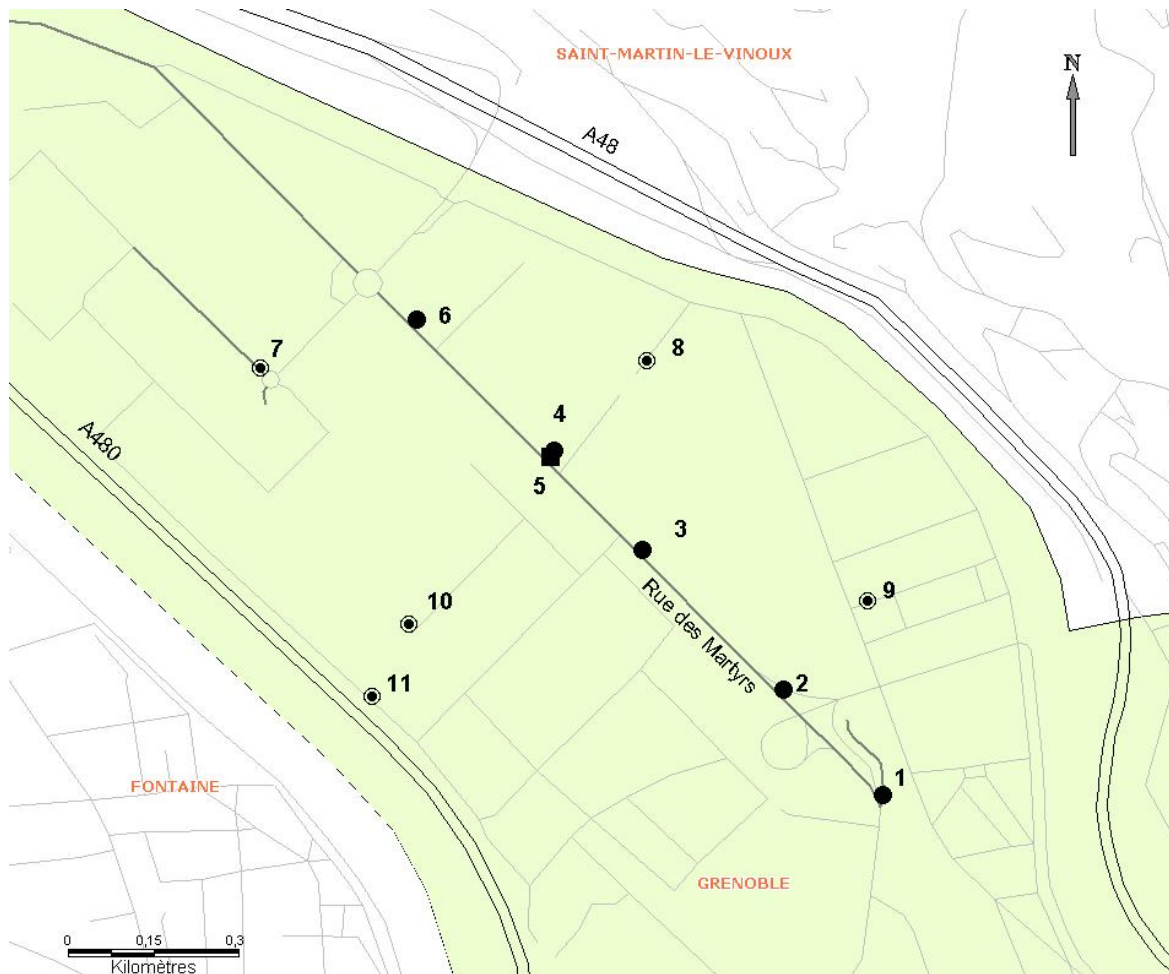 SAINT-MARTIN-LE-VINOUX
N
A48
6
7
8
4
A480
5
3
Rue des Martyrs
9
10
2
11
1
FONTAINE
GRENOBLE
0 0,15 0,3
Kilomètres